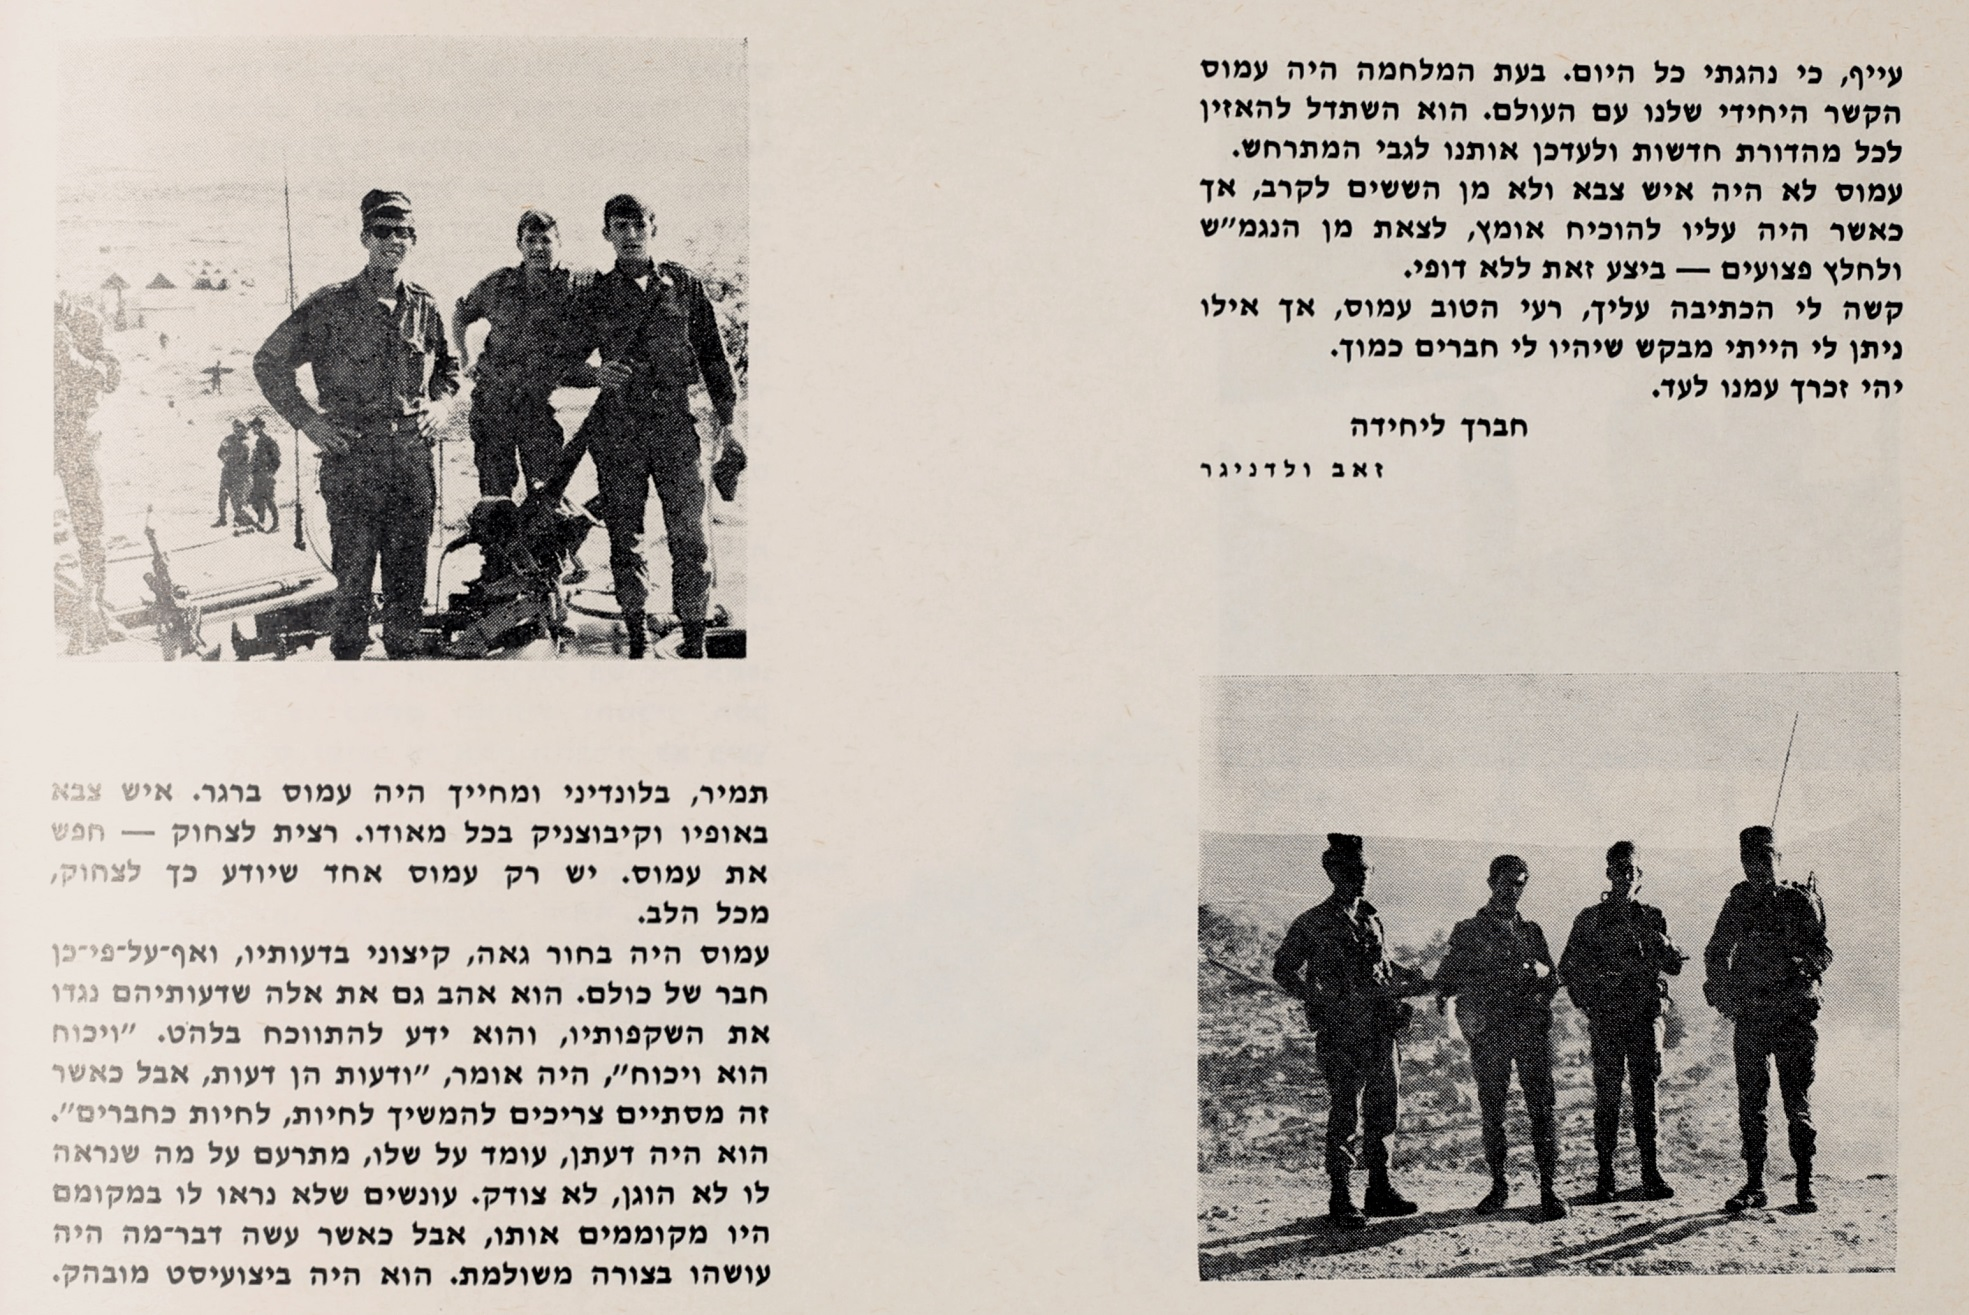 עייף, כי נהגתי כל היום. בעת המלחמה היה עמוס
הקשר היחידי שלנו עם העולם. הוא השתדל להאזין
לכל מהדורת חדשות ולעדכן אותנו לגבי המתרחש.
עמוס לא היה איש צבא ולא מן הששים לקרב, אך
כאשר היה עליו להוכיח אומץ, לצאת מן הנגמ״ש
ולחלץ פצועים — ביצע זאת ללא דופי.
קשה לי הכתיבה עליך, רעי הטוב עמוס, אך אילו
ניתן לי הייתי מבקש שיהיו לי חברים כמוך.
יהי זכרך עמנו לעד.
חברך ליחידה
זאב ולדניגר
תמיר, בלונדיני ומחייך היה עמוס ברגר. איש צבא
באופיו וקיבוצניק בכל מאודו. רצית לצחוק — חפש
את עמוס. יש רק עמוס אחד שיודע כך לצחוק,
מכל הלב.
עמוס היה בחור גאה, קיצוני בדעותיו, ואף־על־פי־כן
חבר של כולם. הוא אהב גם את אלה שדעותיהם נגדו
את השקפותיו, והוא ידע להתווכח בלהט. ״ויכוח
הוא ויכוח״, היה אומר, ״ודעות הן דעות, אבל כאשר
זה מסתיים צריכים להמשיך לחיות, לחיות כחברים״.
הוא היה דעתן, עומד על שלו, מתרעם על מה שנראה
לו לא הוגן, לא צודק. עונשים שלא נראו לו במקומם
היו מקוממים אותו, אבל כאשר עשה דבר־מה היה
עושהו בצורה משולמת. הוא היה ביצועיסט מובהק.